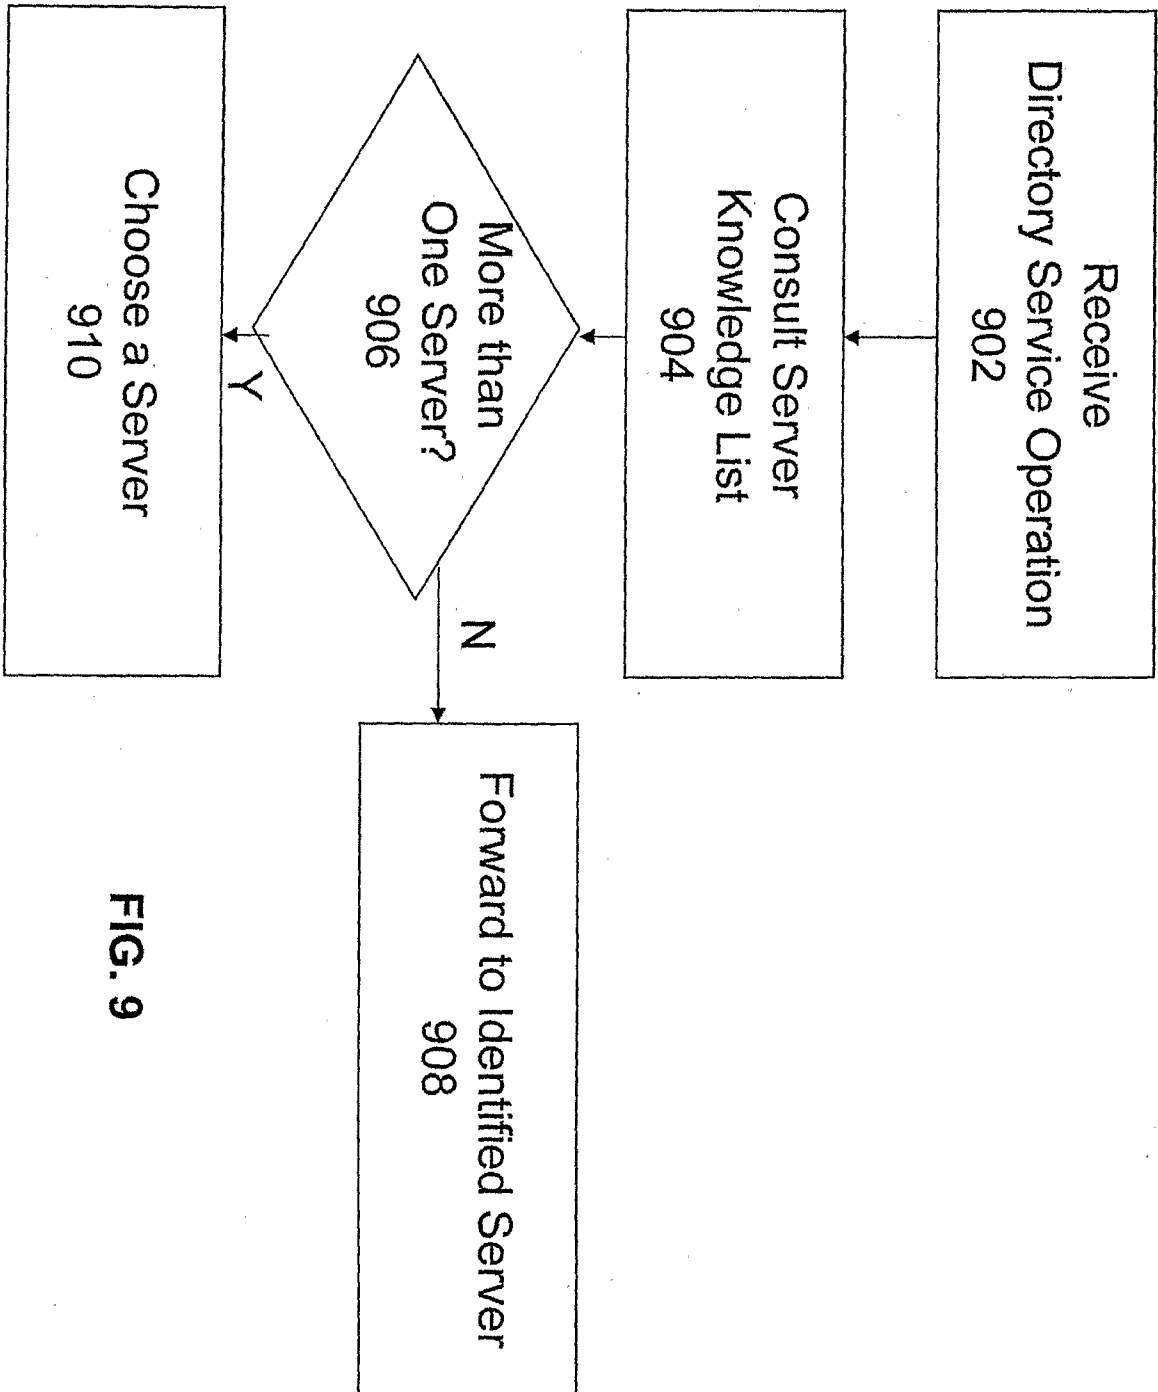 Receive
Directory Service Operation
902
Consult Server
Knowledge List
904
More than
One Server?
906
N
Forward to Identified Server
908
Y
Choose a Server
910
FIG. 9